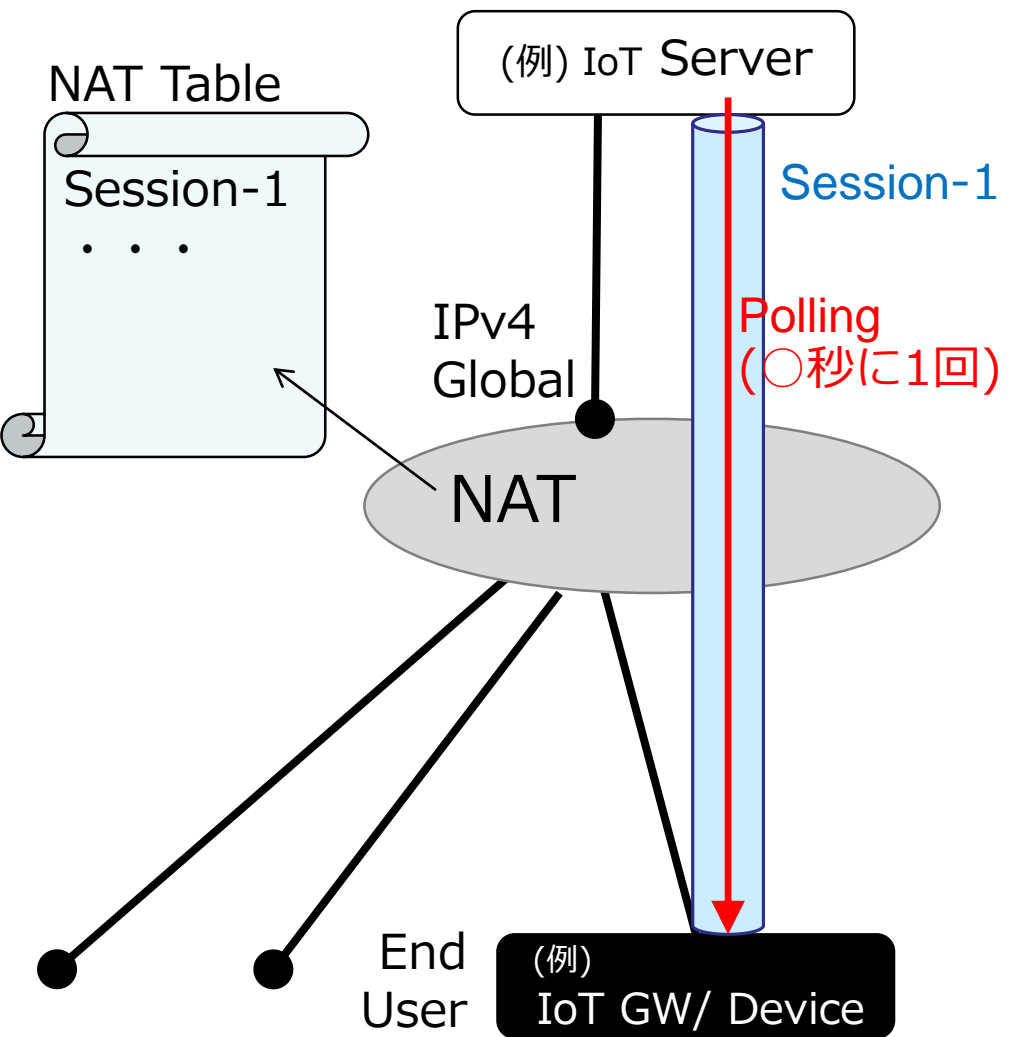 (例) IoT Server
NAT Table
Session-1
・・・
Session-1
IPv4
Global
Polling
(○秒に1回)
NAT
End
User
(例)
IoT GW/ Device